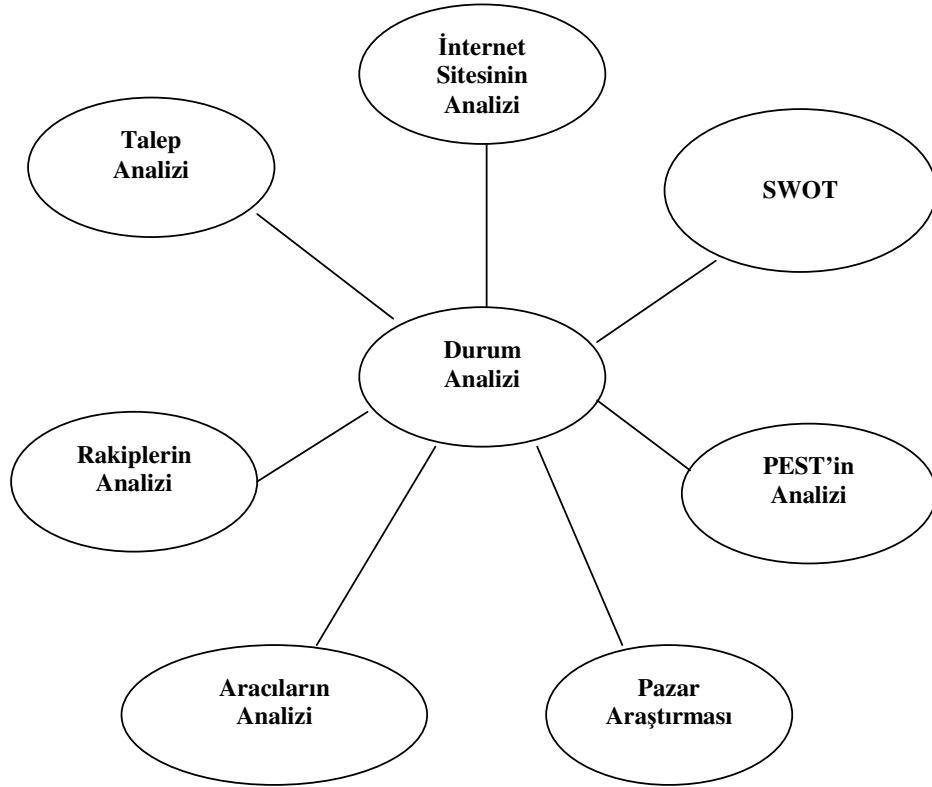 İnternet
Sitesinin
Analizi
Talep
Analizi
SWOT
Durum
Analizi
Rakiplerin
Analizi
PEST’in
Analizi
Aracıların
Analizi
Pazar
Araştırması